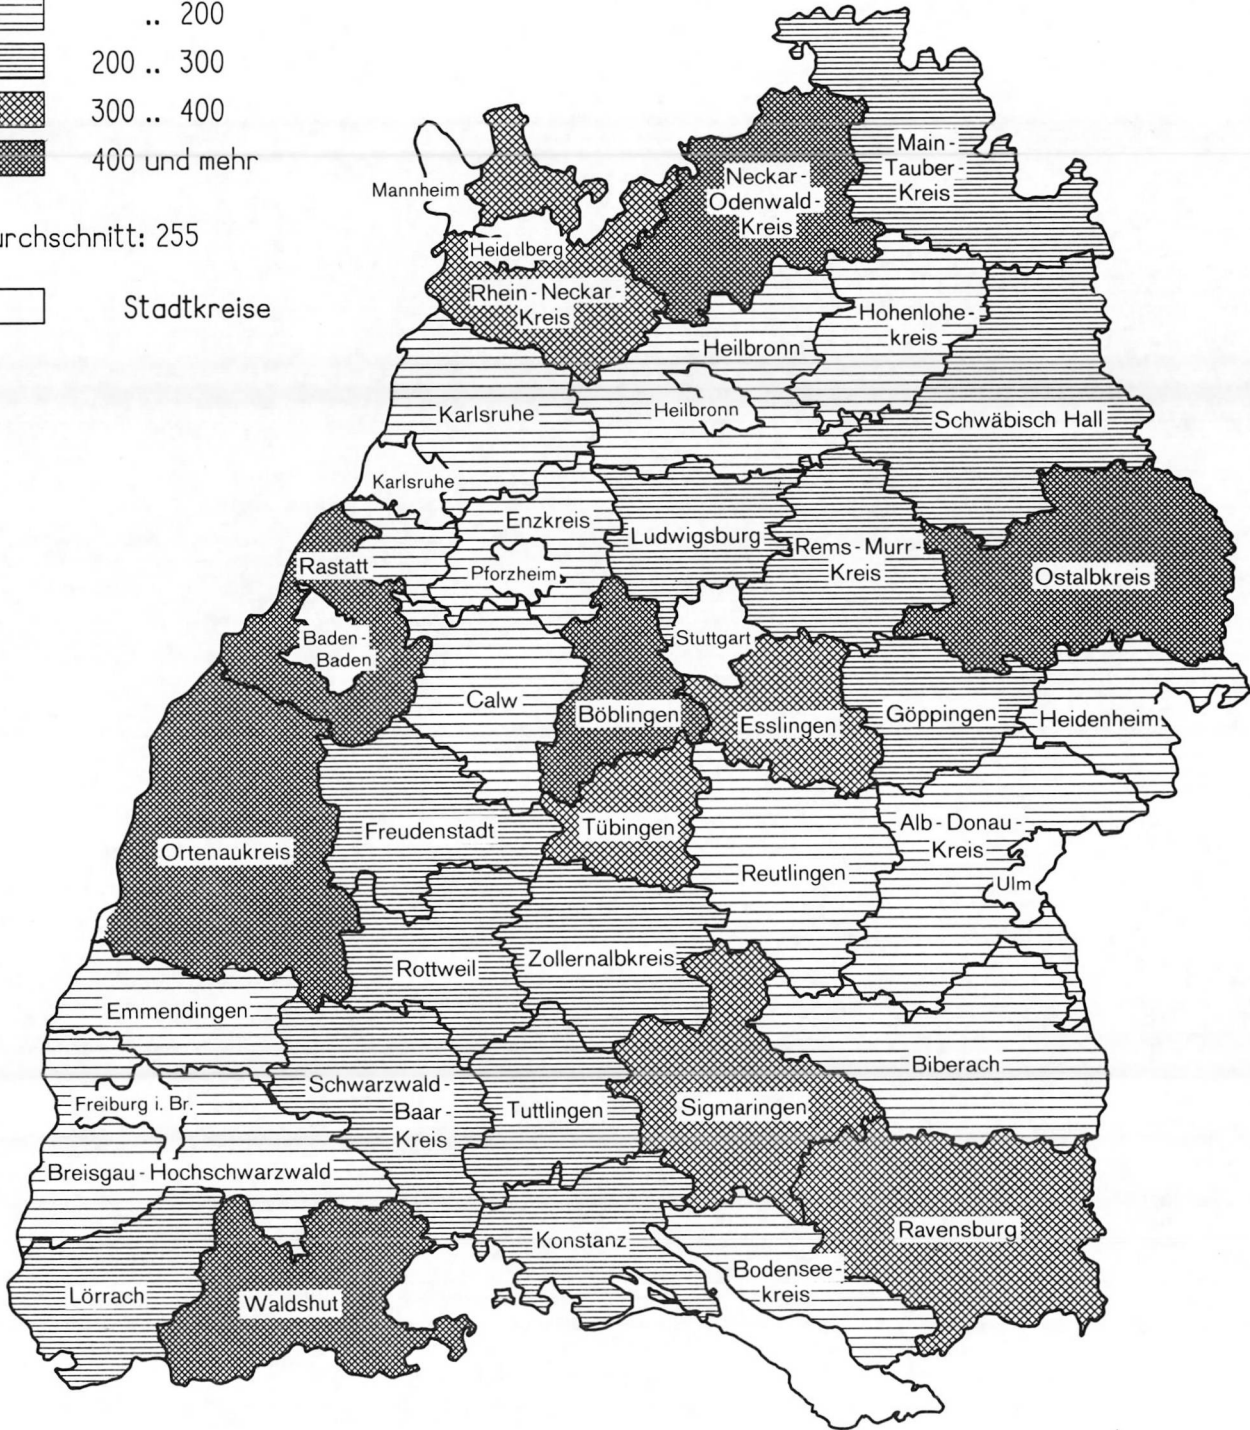 .. 200
200 .. 300
300 .. 400
400 und mehr
urchschnitt: 255
Stadtkreise
Main-
Tauber-
Kreis
Neckar-
Odenwald-
Kreis
Mannheim
Heidelberg
Rhein-Neckar-
Kreis
Hohenlohe-
kreis
Heilbronn
Heilbronn
Karlsruhe
Schwäbisch Hall
Karlsruhe
Enzkreis
Ludwigsburg
Rems-Murr-
Kreis
Rastatt
Pforzheim
Ostalbkreis
Baden-
Baden
Stuttgart
Calw
Böblingen
Esslingen
Göppingen
Heidenheim
Freudenstadt
Tübingen
Alb-Donau-
Kreis
Ortenaukreis
Reutlingen
Ulm
Rottweil
Zollernalbkreis
Emmendingen
Biberach
Schwarzwald-
Baar-
Kreis
Freiburg i. Br.
Tuttlingen
Sigmaringen
Breisgau-Hochschwarzwald
Ravensburg
Konstanz
Bodensee-
kreis
Lörrach
Waldshut